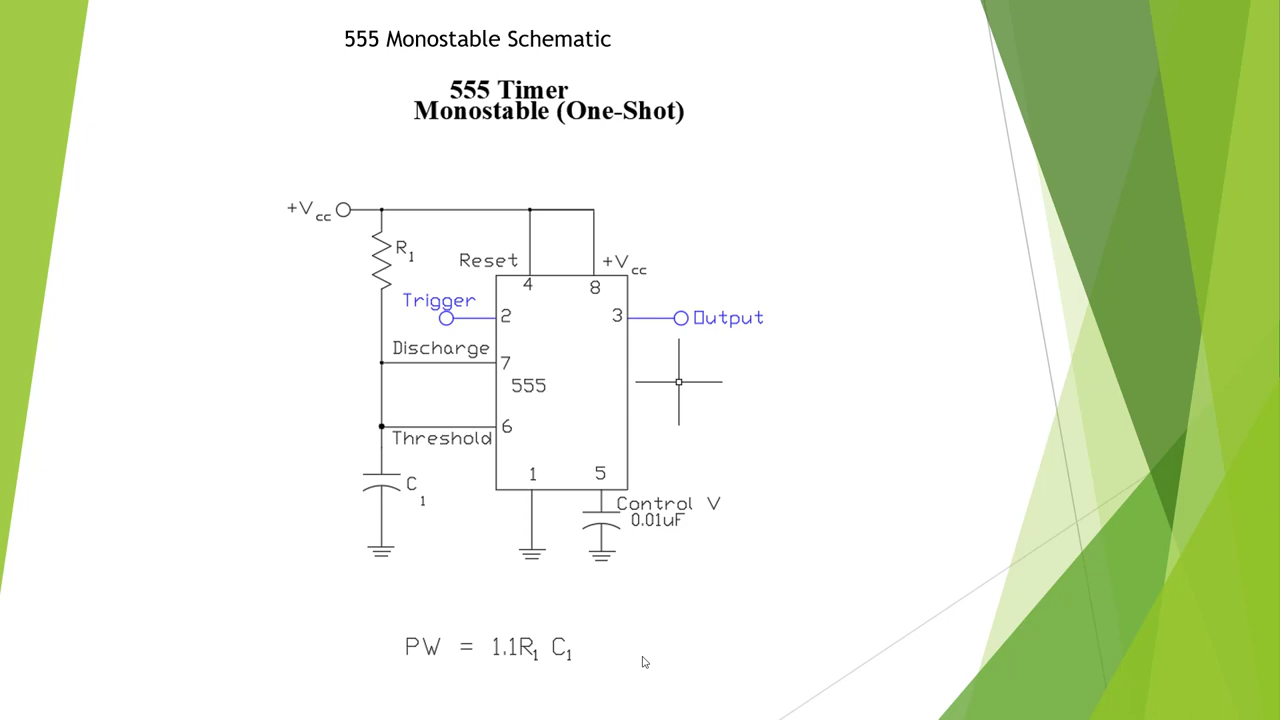 555 Monostable Schematic
555 Timer
Monostable (One-Shot)
+Vcc
R1
Reset
+Vcc
4
8
Trigger
2
3
Output
Discharge
7
555
6
Threshold
1
5
C1
Control V
0.01uF
PW = 1.1R1 C1